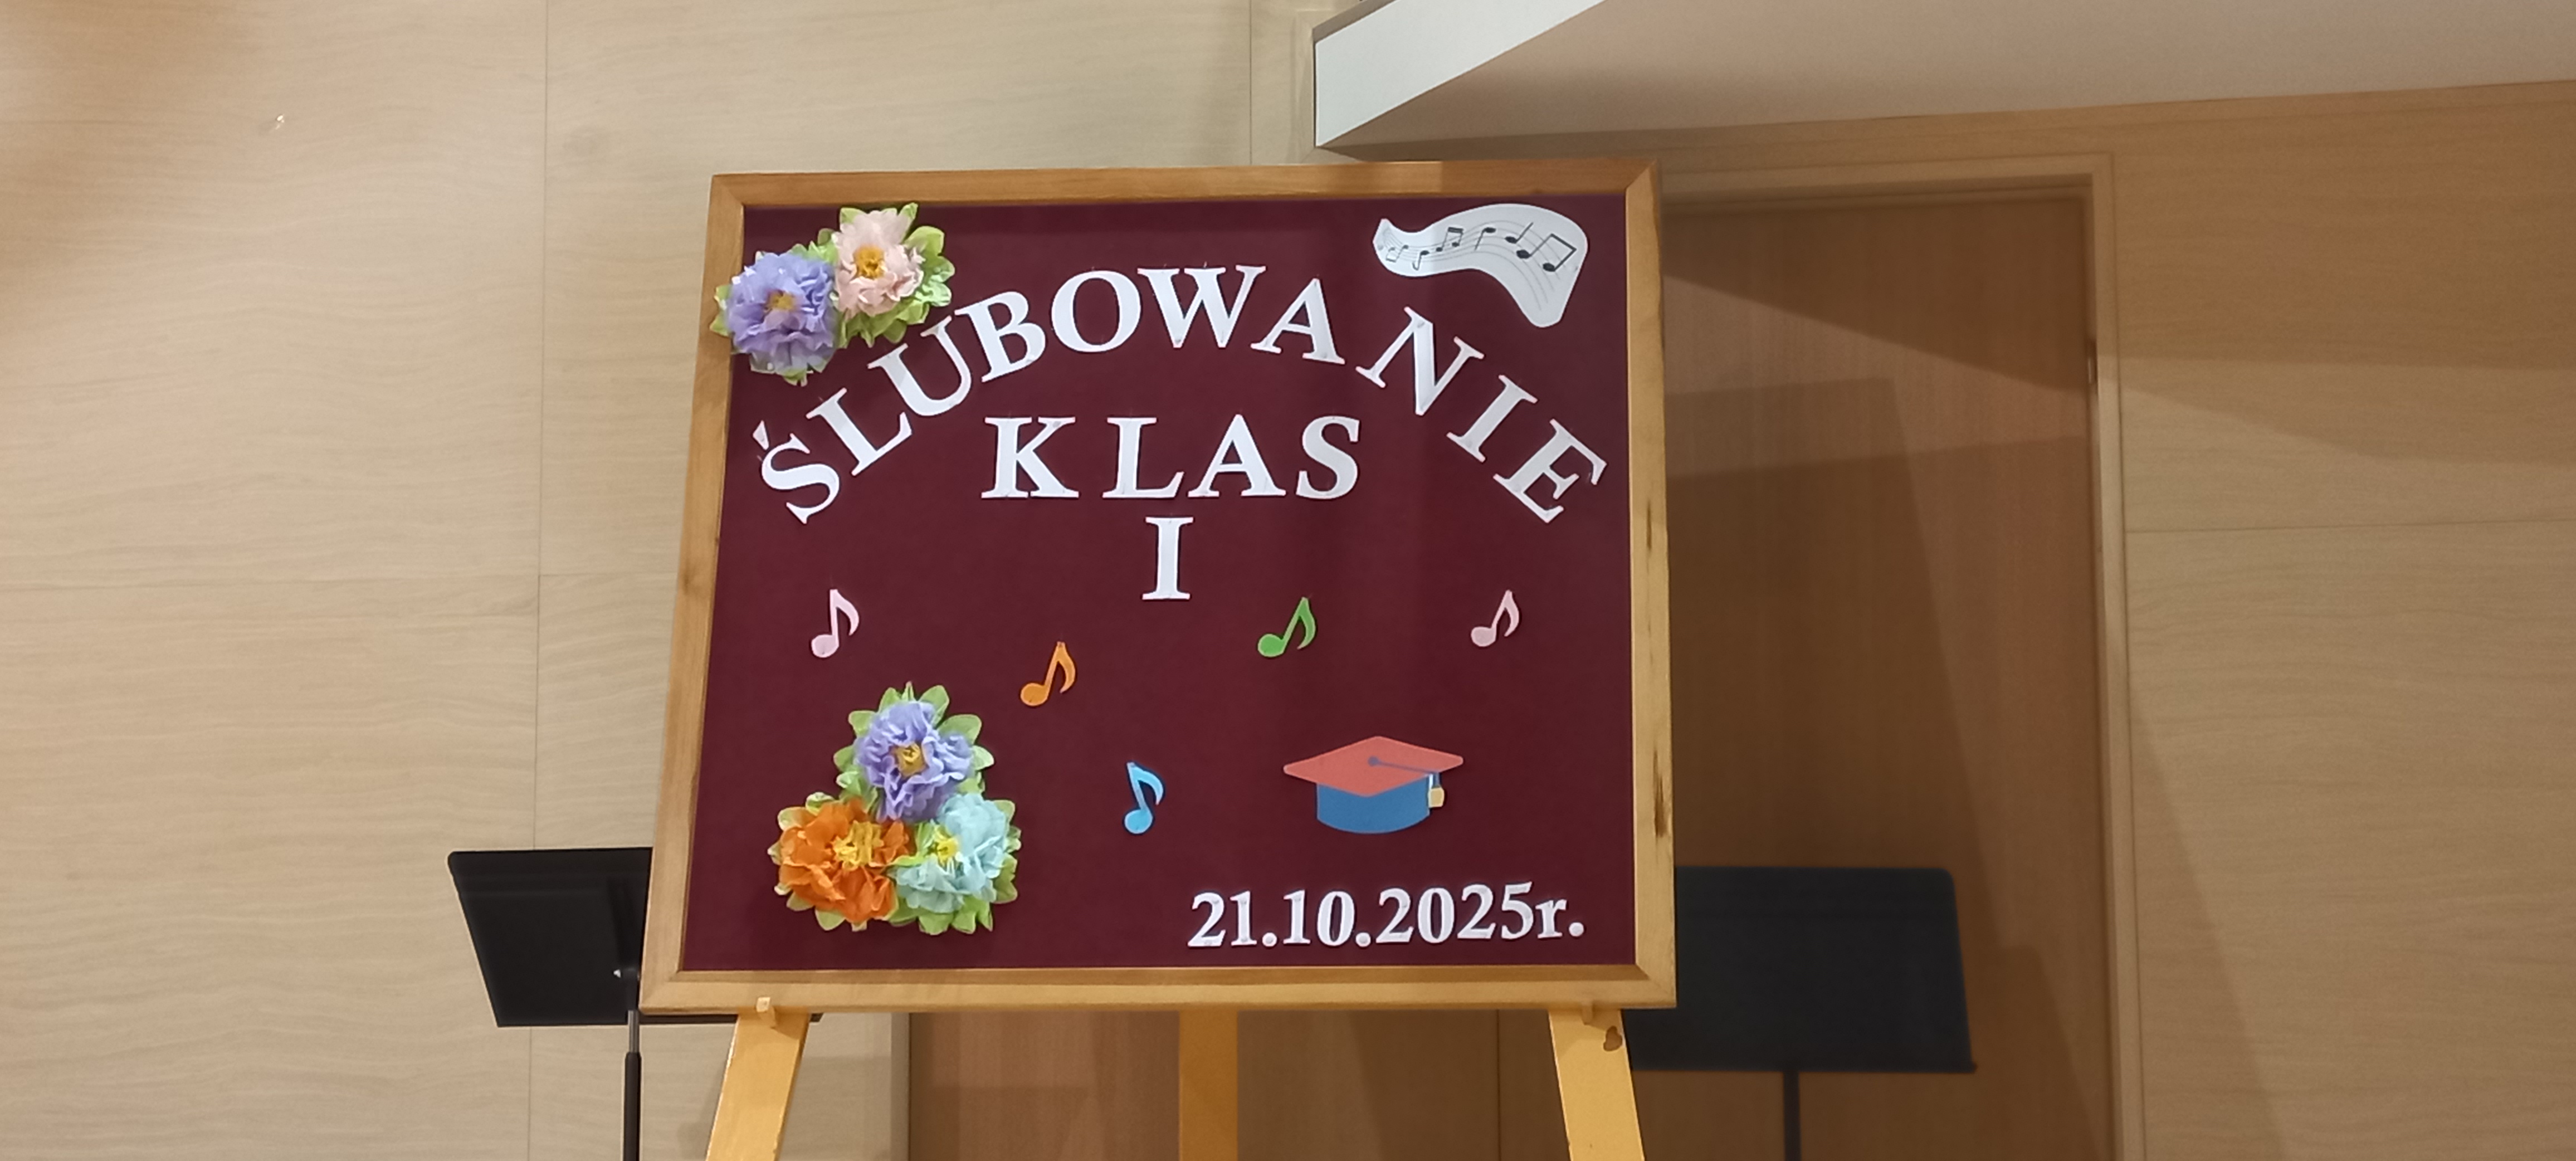 ŚLUBOWANIE
KLAS
I
21.10.2025r.